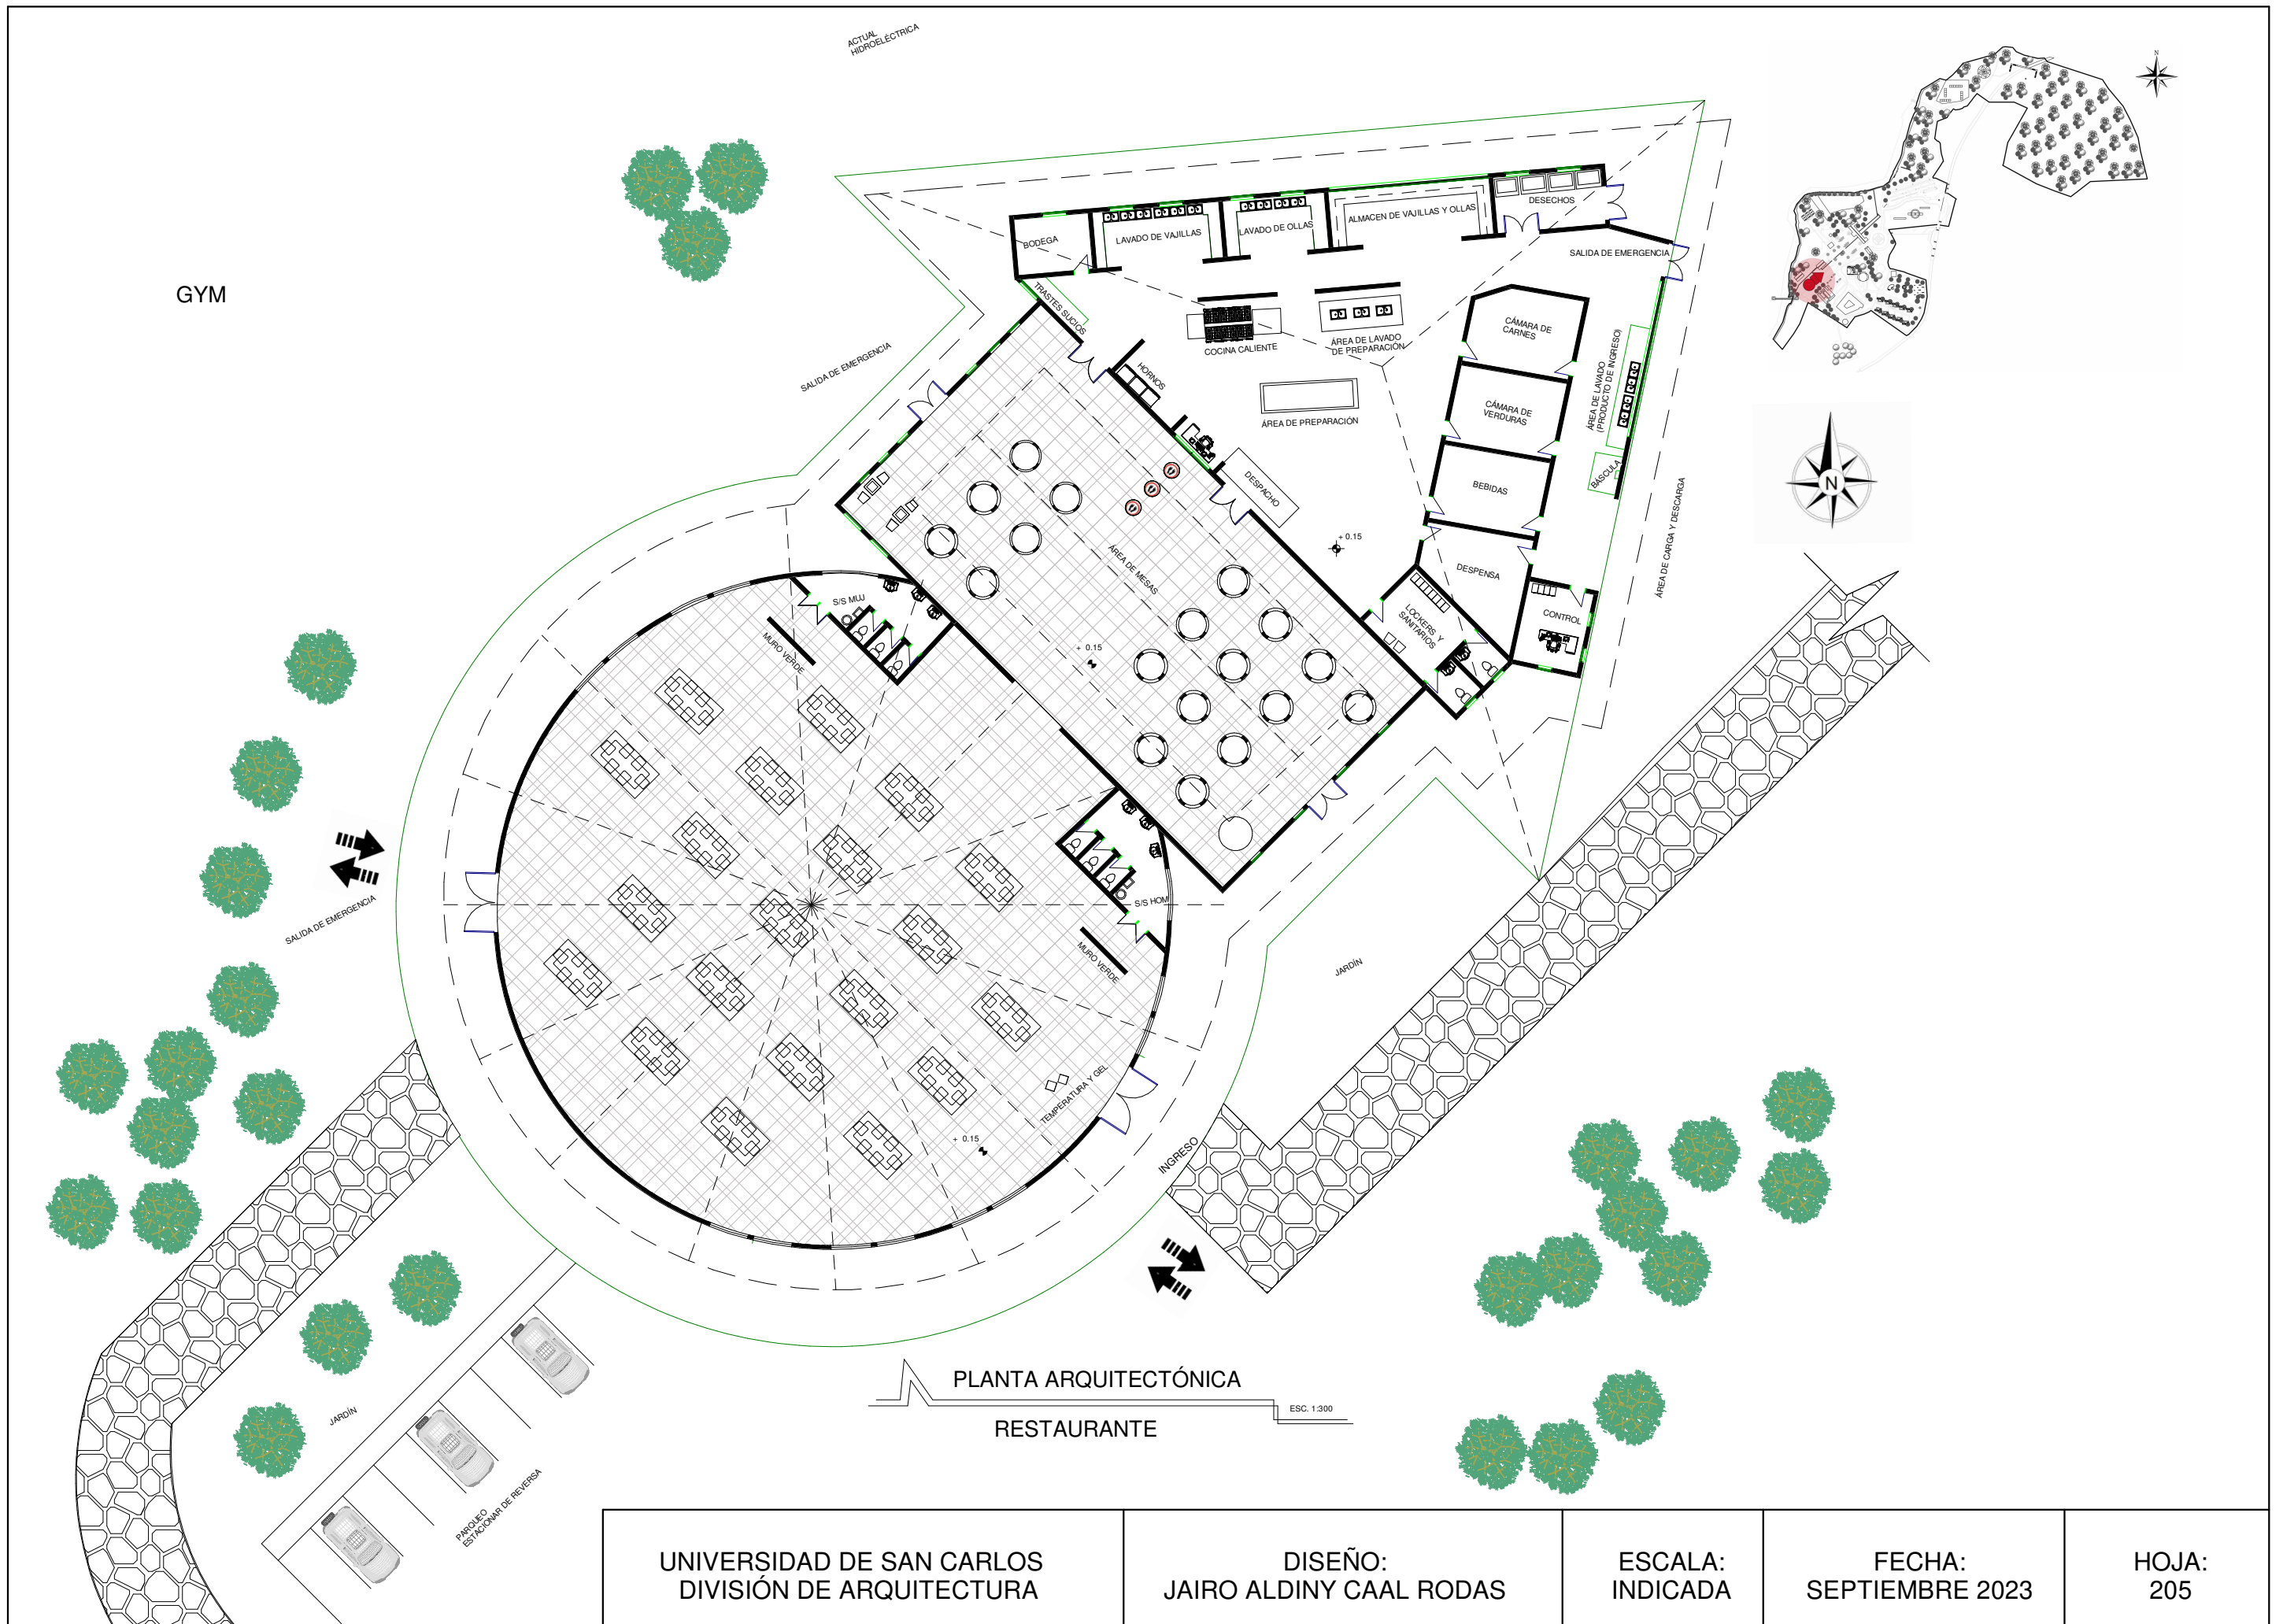 ACTUAL
HIDROELÉCTRICA
N
GYM
BODEGA
LAVADO DE VAJILLAS
LAVADO DE OLLAS
ALMACEN DE VAJILLAS Y OLLAS
DESECHOS
SALIDA DE EMERGENCIA
TRASTES SUCIOS
SALIDA DE EMERGENCIA
HORNOS
COCINA CALIENTE
ÁREA DE LAVADO
DE PREPARACIÓN
ÁREA DE PREPARACIÓN
CÁMARA DE
CARNES
CÁMARA DE
VERDURAS
BEBIDAS
ÁREA DE LAVADO
(PRODUCTO DE INGRESO)
BÁSCULA
ÁREA DE CARGA Y DESCARGA
N
DESPACHO
+ 0.15
ÁREA DE MESAS
DESPENSA
CONTROL
LOCKERS Y
SANITARIOS
S/S MUJ
MURO VERDE
+ 0.15
S/S HOM
MURO VERDE
SALIDA DE EMERGENCIA
JARDÍN
TEMPERATURA Y GEL
+ 0.15
INGRESO
JARDÍN
PARQUEO
ESTACIONAR DE REVERSA
PLANTA ARQUITECTÓNICA
ESC. 1:300
RESTAURANTE
UNIVERSIDAD DE SAN CARLOS
DIVISIÓN DE ARQUITECTURA
DISEÑO:
JAIRO ALDINY CAAL RODAS
ESCALA:
INDICADA
FECHA:
SEPTIEMBRE 2023
HOJA:
205